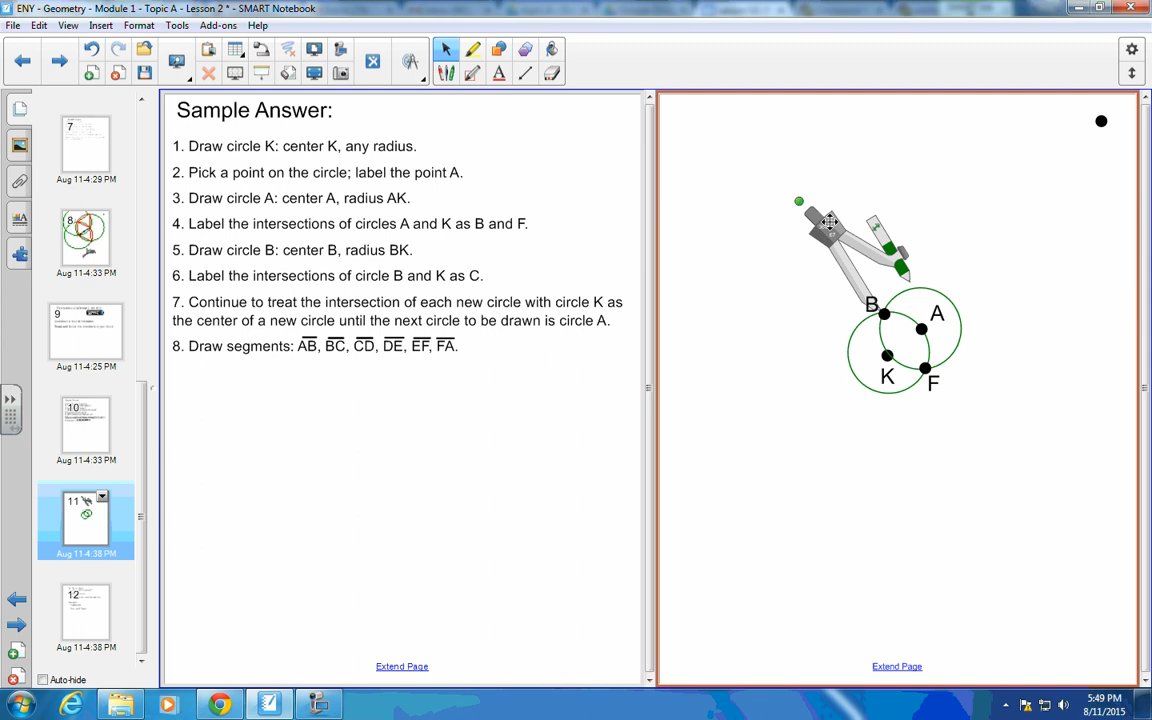 ENY - Geometry - Module 1 - Topic A - Lesson 2 * - SMART Notebook
File Edit View Insert Format Tools Add-ons Help
7
Aug 11-4:29 PM
8
Aug 11-4:33 PM
9
Aug 11-4:25 PM
10
Aug 11-4:33 PM
11
Aug 11-4:38 PM
12
Aug 11-4:38 PM
Auto-hide
Sample Answer:
1. Draw circle K: center K, any radius.
2. Pick a point on the circle; label the point A.
3. Draw circle A: center A, radius AK.
4. Label the intersections of circles A and K as B and F.
5. Draw circle B: center B, radius BK.
6. Label the intersections of circle B and K as C.
7. Continue to treat the intersection of each new circle with circle K as
the center of a new circle until the next circle to be drawn is circle A.
8. Draw segments: A̅B̅, B̅C̅, C̅D̅, D̅E̅, E̅F̅, F̅A̅.
Extend Page
B
A
K
F
Extend Page
5:49 PM
8/11/2015